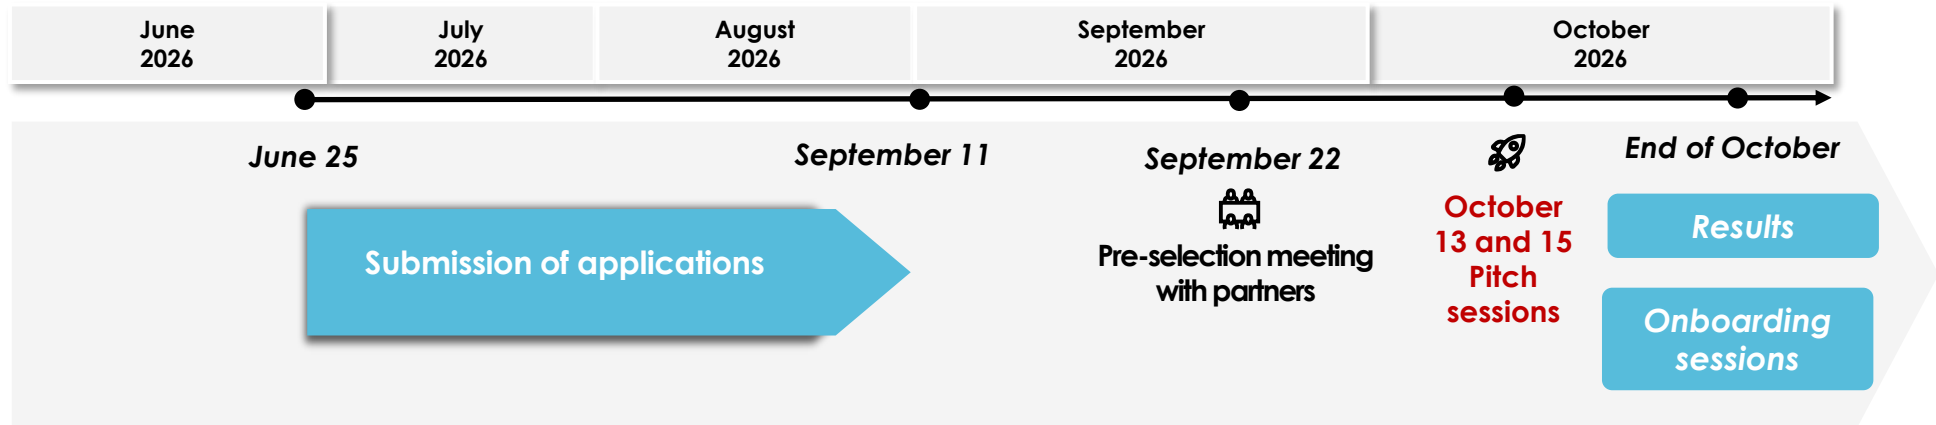 June
2026
July
2026
August
2026
September
2026
October
2026
June 25
September 11
September 22
End of October
Submission of applications
Pre-selection meeting
with partners
October
13 and 15
Pitch
sessions
Results
Onboarding
sessions